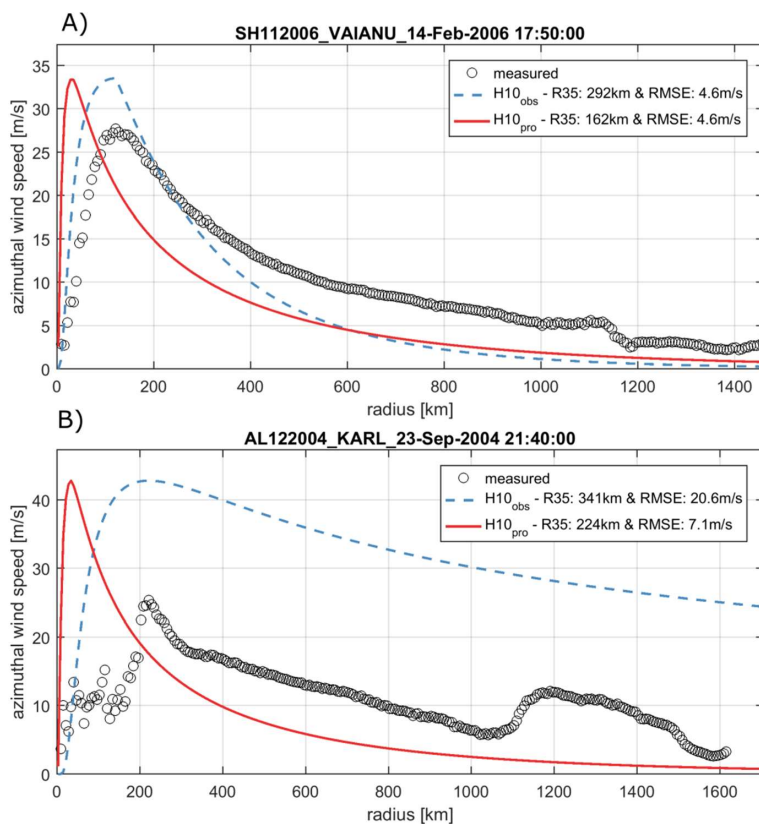 A)
SH112006_VAIANU_14-Feb-2006 17:50:00
measured
H10obs - R35: 292km & RMSE: 4.6m/s
H10pro - R35: 162km & RMSE: 4.6m/s
azimuthal wind speed [m/s]
35
30
25
20
15
10
5
0
0 200 400 600 800 1000 1200 1400
radius [km]
B)
AL122004_KARL_23-Sep-2004 21:40:00
measured
H10obs - R35: 341km & RMSE: 20.6m/s
H10pro - R35: 224km & RMSE: 7.1m/s
azimuthal wind speed [m/s]
40
30
20
10
0
0 200 400 600 800 1000 1200 1400 1600
radius [km]